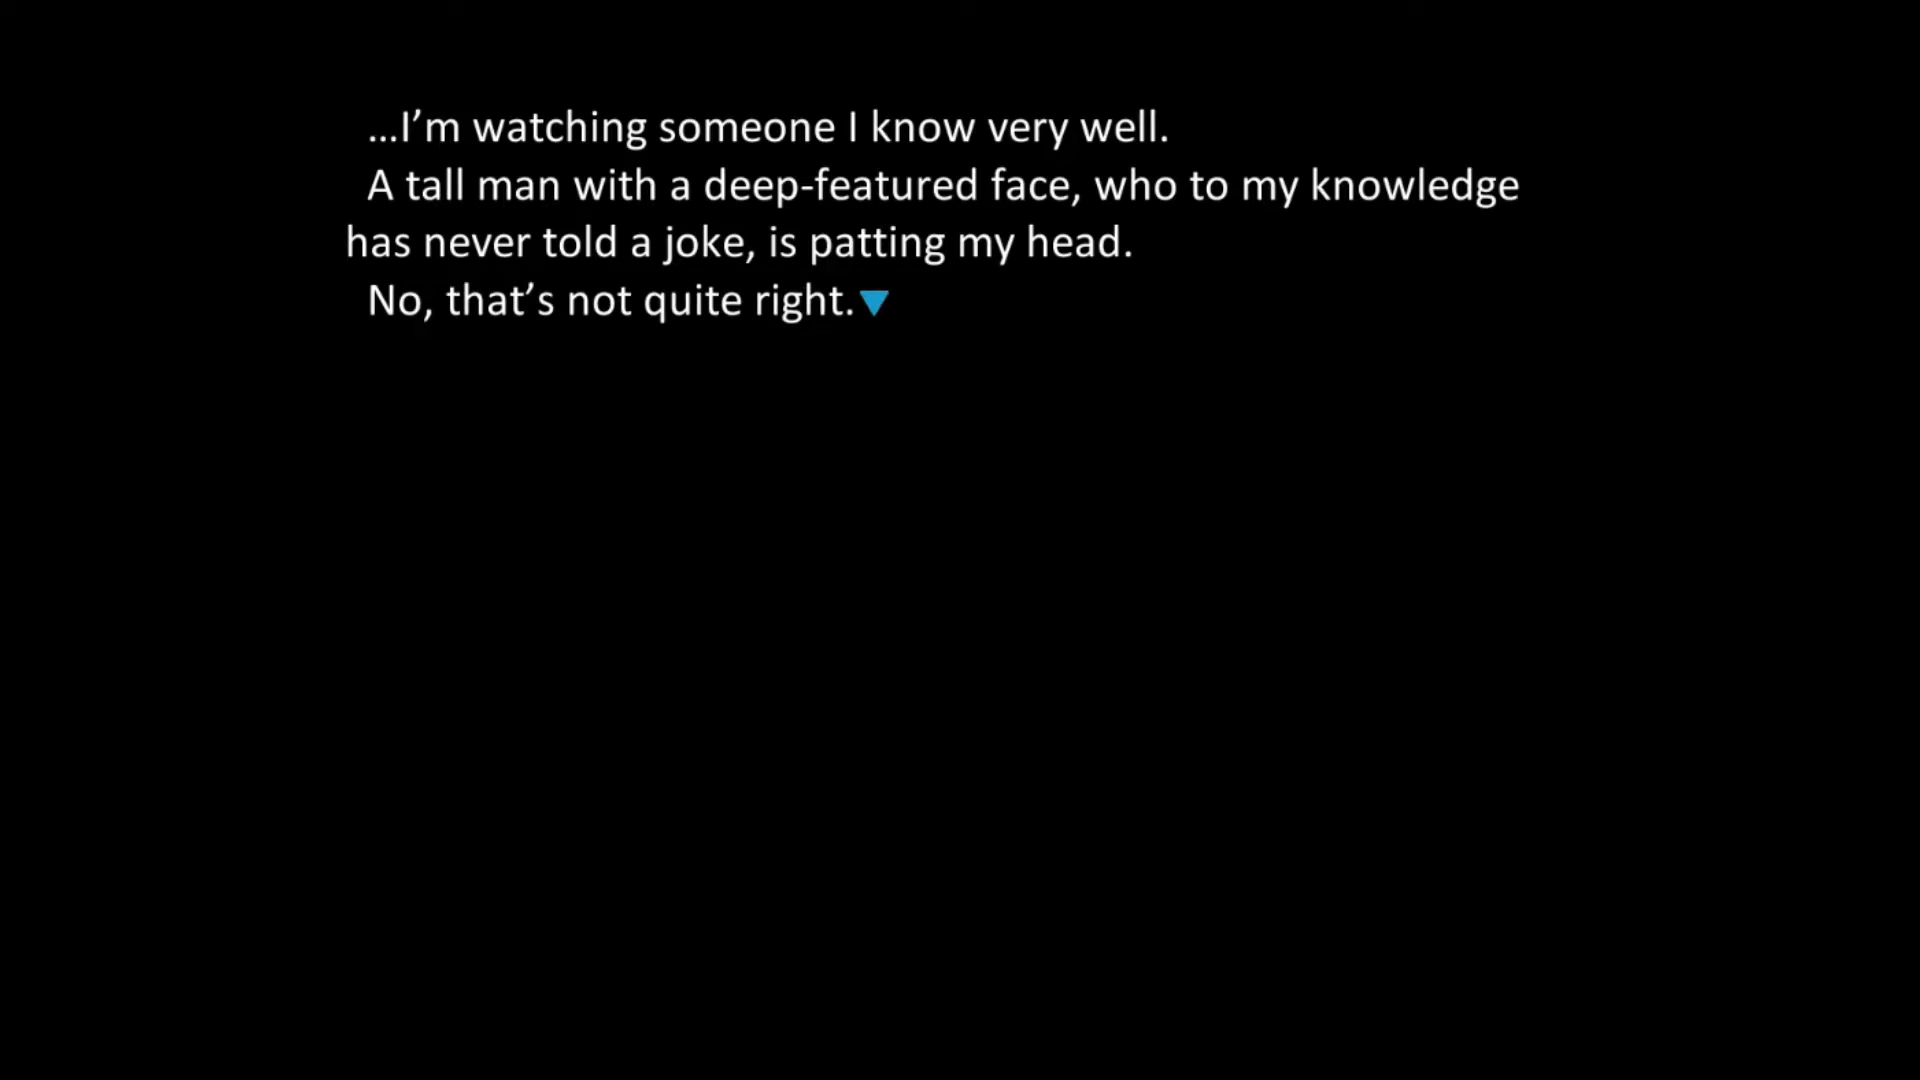 …I’m watching someone I know very well.
A tall man with a deep-featured face, who to my knowledge
has never told a joke, is patting my head.
No, that’s not quite right.